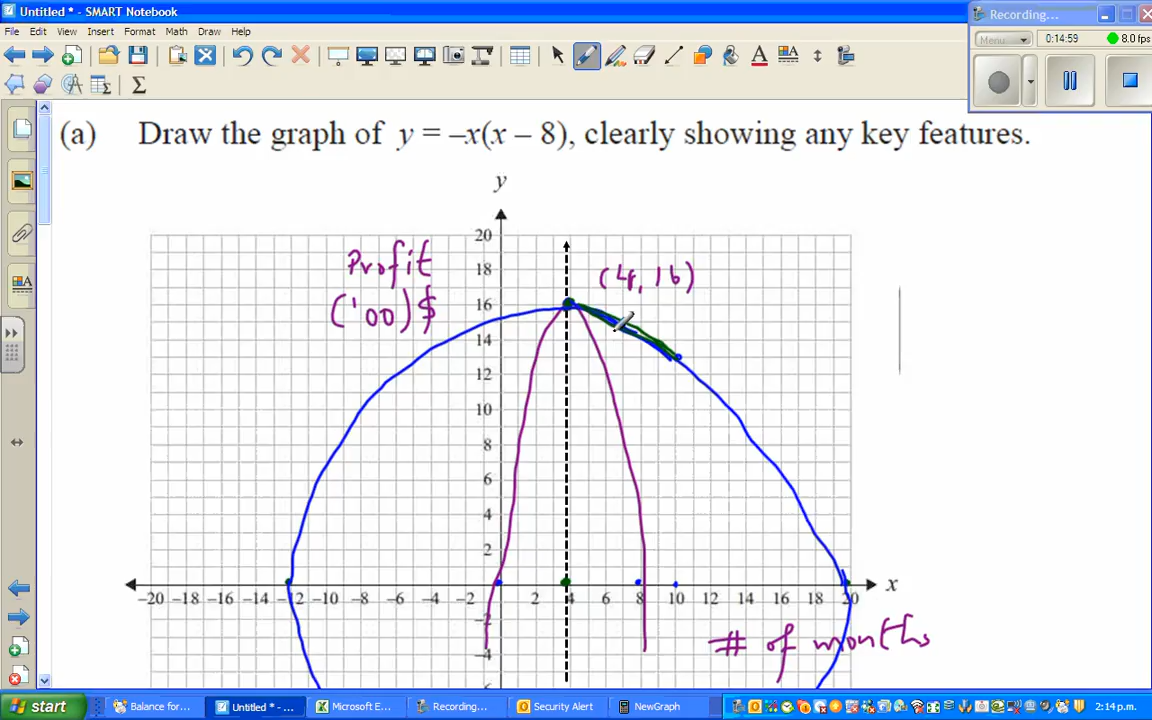 Untitled * - SMART Notebook
Recording...
File Edit View Insert Format Math Draw Help
Menu 0:14:59 8.0 fps
(a) Draw the graph of y = –x(x – 8), clearly showing any key features.
y
20
Profit
(4, 16)
18
('00) $
16
14
12
10
8
6
4
2
x
–20 –18 –16 –14 –12 –10 –8 –6 –4 –2 2 4 6 8 10 12 14 16 18 20
–2
# of months
–4
start Balance for... Untitled * - ... Microsoft E... Recording... Security Alert NewGraph 2:14 p.m.